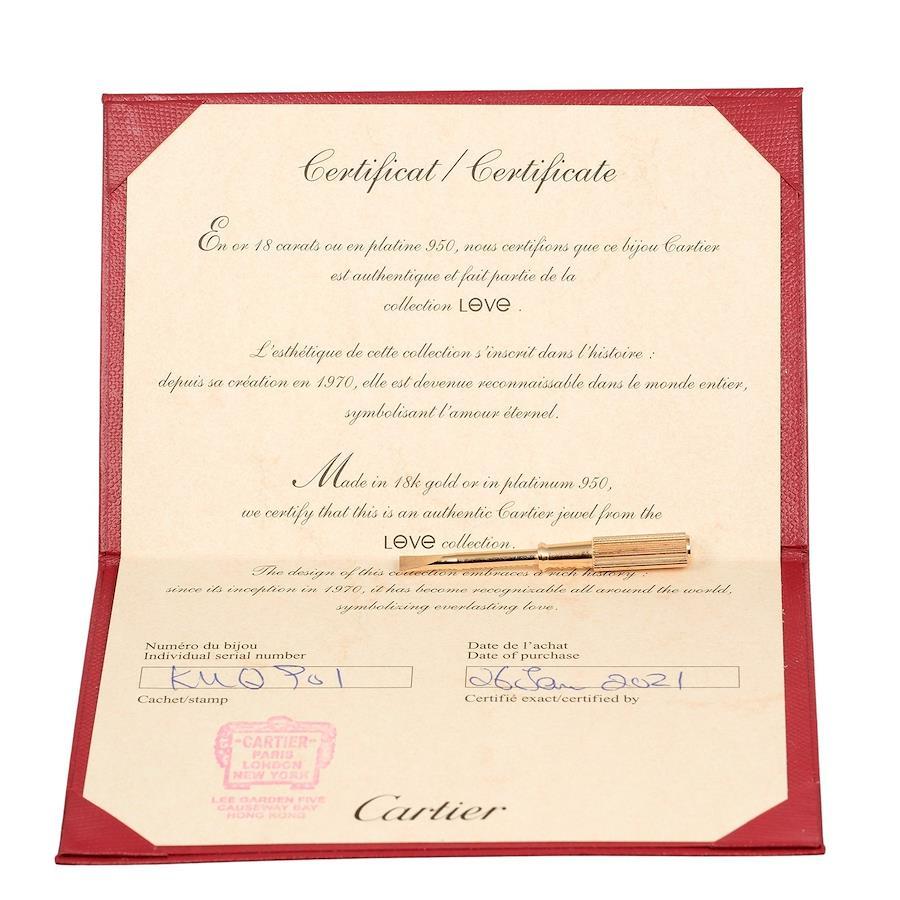 Certificat / Certificate
En or 18 carats ou en platine 950, nous certifions que ce bijou Cartier
est authentique et fait partie de la
collection LOVE .
L'esthétique de cette collection s'inscrit dans l'histoire :
depuis sa création en 1970, elle est devenue reconnaissable dans le monde entier,
symbolisant l'amour éternel.
Made in 18k gold or in platinum 950,
we certify that this is an authentic Cartier jewel from the
LOVE collection.
The design of this collection embraces a rich history :
since its inception in 1970, it has become recognizable all around the world,
symbolizing everlasting love.
Numéro du bijou
Individual serial number
Cachet/stamp
Date de l'achat
Date of purchase
26 Jan 2021
Certifié exact/certified by
CARTIER
PARIS
LONDON
NEW YORK
LEE GARDEN FIVE
CAUSEWAY BAY
HONG KONG
Cartier